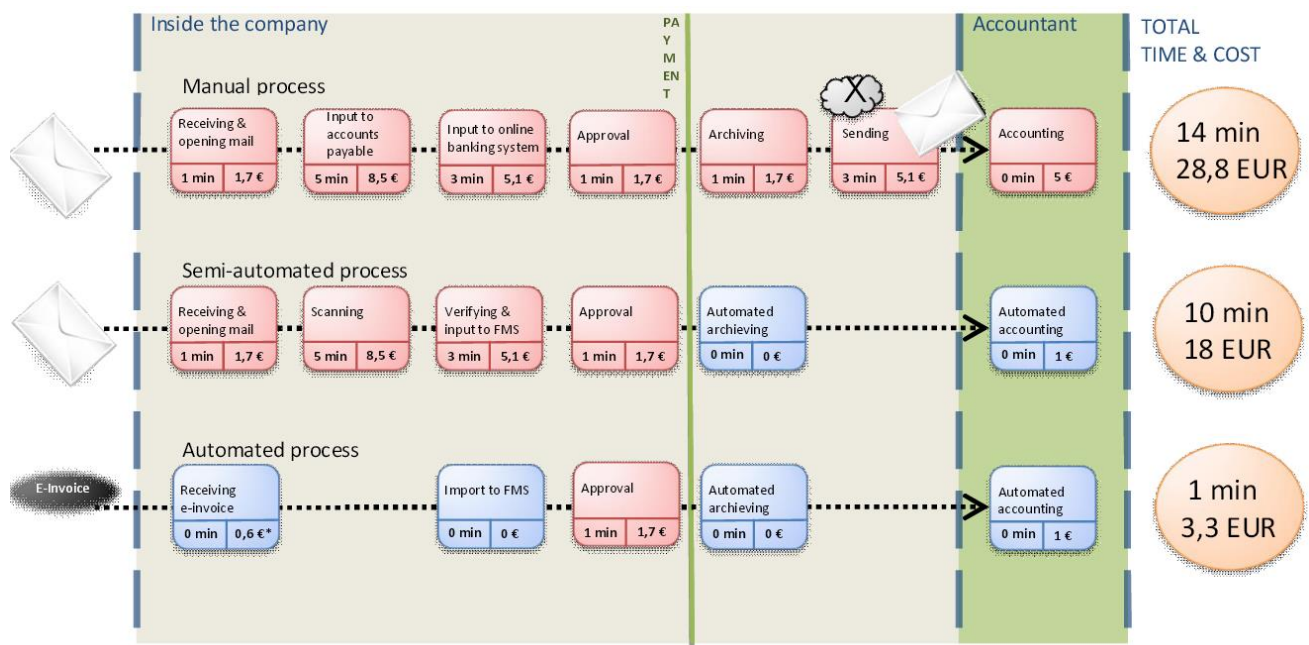 Inside the company
PA
Y
M
EN
T
Accountant
TOTAL
TIME & COST
Manual process
Receiving &
opening mail
1 min 1,7 €
Input to
accounts
payable
5 min 8,5 €
Input to online
banking system
3 min 5,1 €
Approval
1 min 1,7 €
Archiving
1 min 1,7 €
X
Sending
3 min 5,1 €
Accounting
0 min 5 €
14 min
28,8 EUR
Semi-automated process
Receiving &
opening mail
1 min 1,7 €
Scanning
5 min 8,5 €
Verifying &
input to FMS
3 min 5,1 €
Approval
1 min 1,7 €
Automated
archieving
0 min 0 €
Automated
accounting
0 min 1 €
10 min
18 EUR
Automated process
E-Invoice
Receiving
e-invoice
0 min 0,6 €*
Import to FMS
0 min 0 €
Approval
1 min 1,7 €
Automated
archieving
0 min 0 €
Automated
accounting
0 min 1 €
1 min
3,3 EUR